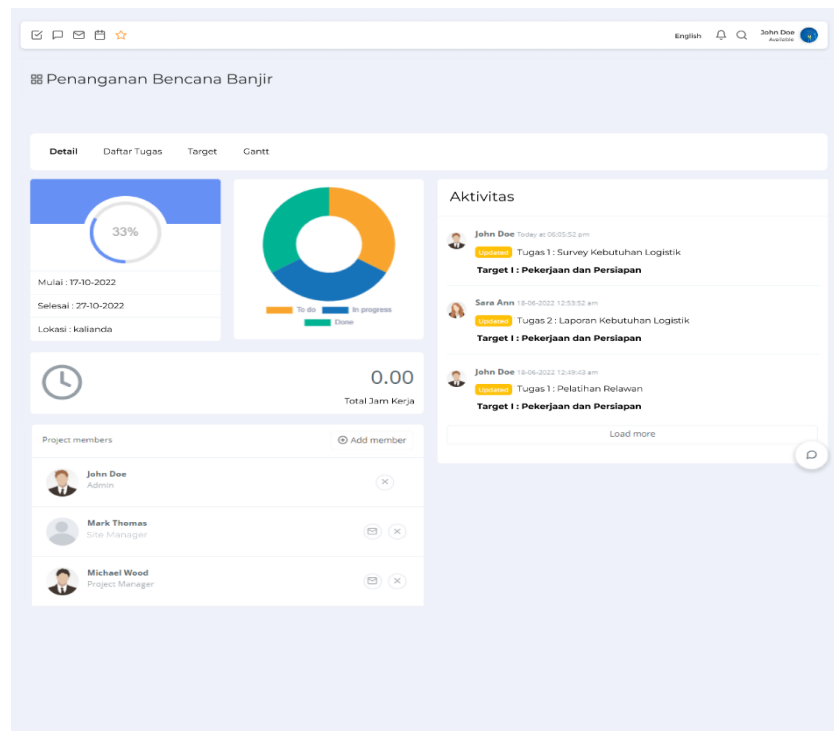 English
John Doe
Available
Penanganan Bencana Banjir
Detail Daftar Tugas Target Gantt
33%
Mulai : 17-10-2022
Selesai : 27-10-2022
Lokasi : kalianda
To do In progress
Done
0.00
Total Jam Kerja
Project members Add member
John Doe
Admin
Mark Thomas
Site Manager
Michael Wood
Project Manager
Aktivitas
John Doe Today at 06:05:52 pm
Updated Tugas 1 : Survey Kebutuhan Logistik
Target I : Pekerjaan dan Persiapan
Sara Ann 18-06-2022 12:53:52 am
Updated Tugas 2 : Laporan Kebutuhan Logistik
Target I : Pekerjaan dan Persiapan
John Doe 18-06-2022 12:49:43 am
Updated Tugas 1 : Pelatihan Relawan
Target I : Pekerjaan dan Persiapan
Load more